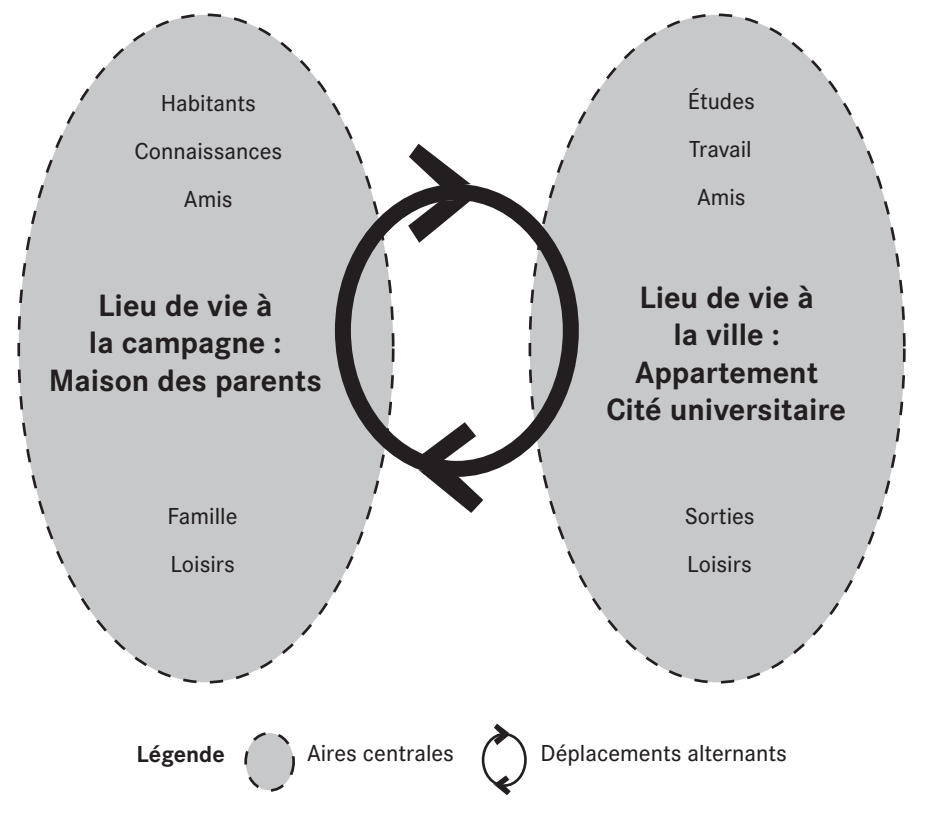 Habitants
Connaissances
Amis
Lieu de vie à
la campagne :
Maison des parents
Famille
Loisirs
Études
Travail
Amis
Lieu de vie à
la ville :
Appartement
Cité universitaire
Sorties
Loisirs
Légende
Aires centrales
Déplacements alternants